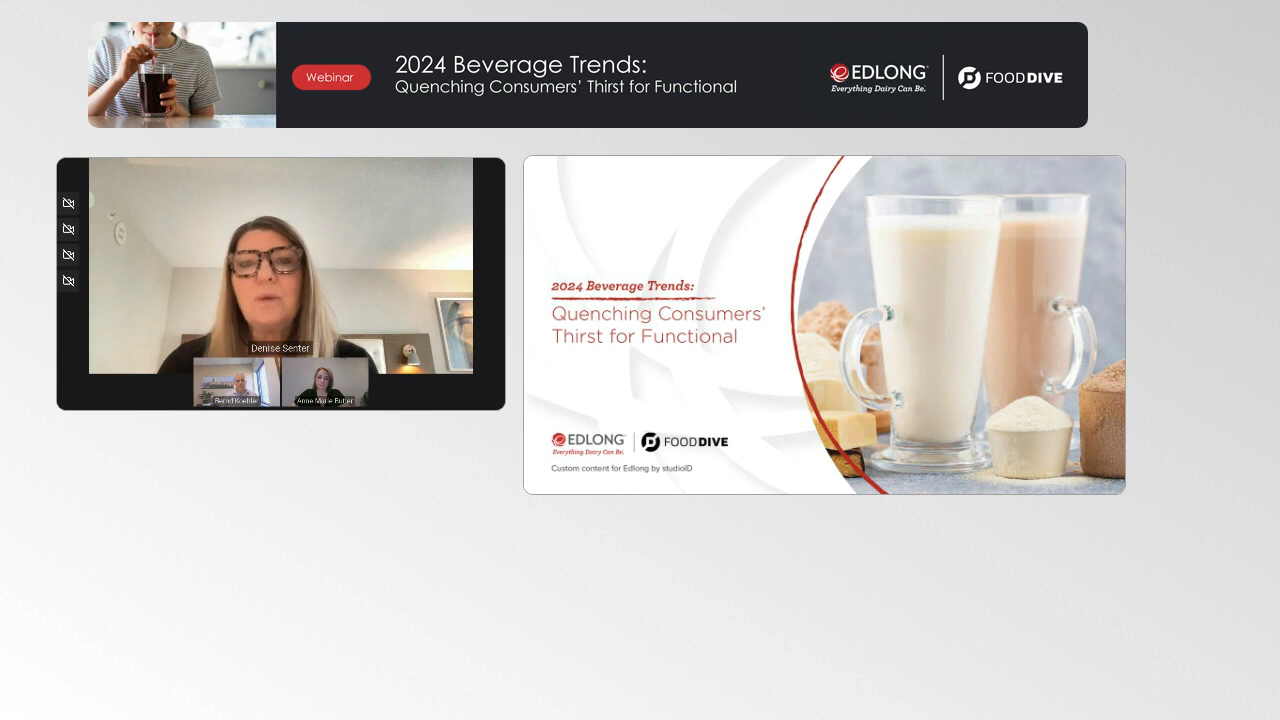 Webinar
2024 Beverage Trends:
Quenching Consumers' Thirst for Functional
EDLONG®
Everything Dairy Can Be.
FOODDIVE
Denise Senter
Bernd Koehler
Anne Marie Butler
2024 Beverage Trends:
Quenching Consumers'
Thirst for Functional
EDLONG
Everything Dairy Can Be.
FOODDIVE
Custom content for Edlong by studioID